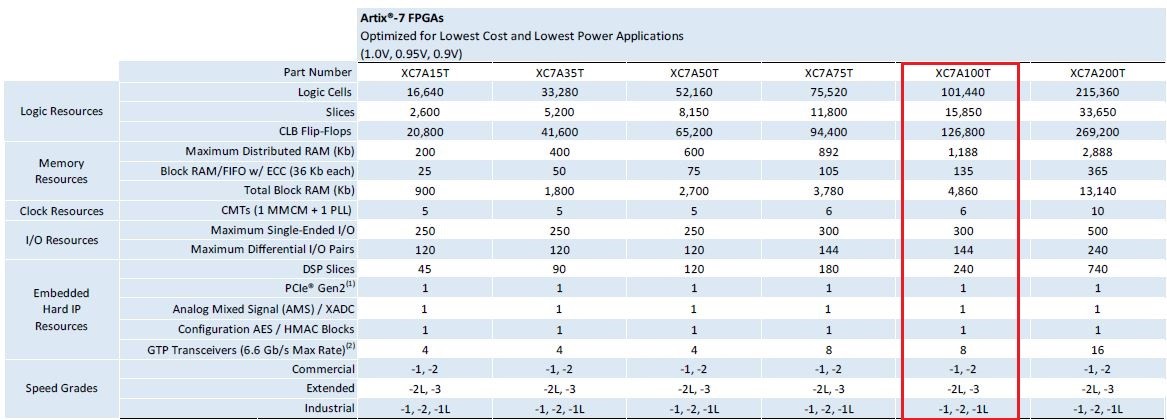 Artix®-7 FPGAs
Optimized for Lowest Cost and Lowest Power Applications
(1.0V, 0.95V, 0.9V)
Part Number XC7A15T XC7A35T XC7A50T XC7A75T XC7A100T XC7A200T
Logic Resources
Logic Cells 16,640 33,280 52,160 75,520 101,440 215,360
Slices 2,600 5,200 8,150 11,800 15,850 33,650
CLB Flip-Flops 20,800 41,600 65,200 94,400 126,800 269,200
Memory
Resources
Maximum Distributed RAM (Kb) 200 400 600 892 1,188 2,888
Block RAM/FIFO w/ ECC (36 Kb each) 25 50 75 105 135 365
Total Block RAM (Kb) 900 1,800 2,700 3,780 4,860 13,140
Clock Resources CMTs (1 MMCM + 1 PLL) 5 5 5 6 6 10
I/O Resources
Maximum Single-Ended I/O 250 250 250 300 300 500
Maximum Differential I/O Pairs 120 120 120 144 144 240
Embedded
Hard IP
Resources
DSP Slices 45 90 120 180 240 740
PCIe® Gen2(1) 1 1 1 1 1 1
Analog Mixed Signal (AMS) / XADC 1 1 1 1 1 1
Configuration AES / HMAC Blocks 1 1 1 1 1 1
GTP Transceivers (6.6 Gb/s Max Rate)(2) 4 4 4 8 8 16
Speed Grades
Commercial -1, -2 -1, -2 -1, -2 -1, -2 -1, -2 -1, -2
Extended -2L, -3 -2L, -3 -2L, -3 -2L, -3 -2L, -3 -2L, -3
Industrial -1, -2, -1L -1, -2, -1L -1, -2, -1L -1, -2, -1L -1, -2, -1L -1, -2, -1L